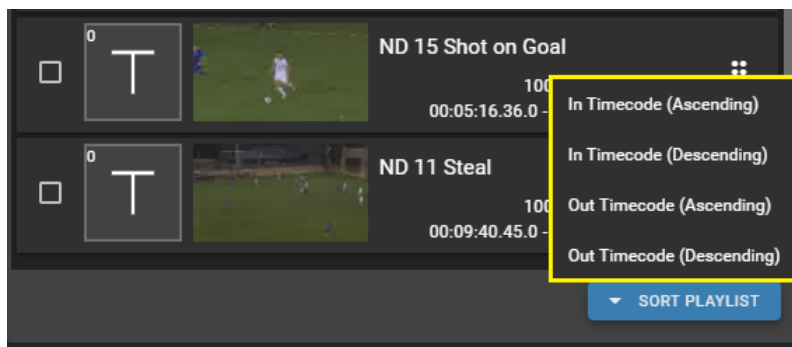 0
T
ND 15 Shot on Goal
100
00:05:16.36.0 -
In Timecode (Ascending)
In Timecode (Descending)
0
T
ND 11 Steal
100
00:09:40.45.0 -
Out Timecode (Ascending)
Out Timecode (Descending)
SORT PLAYLIST